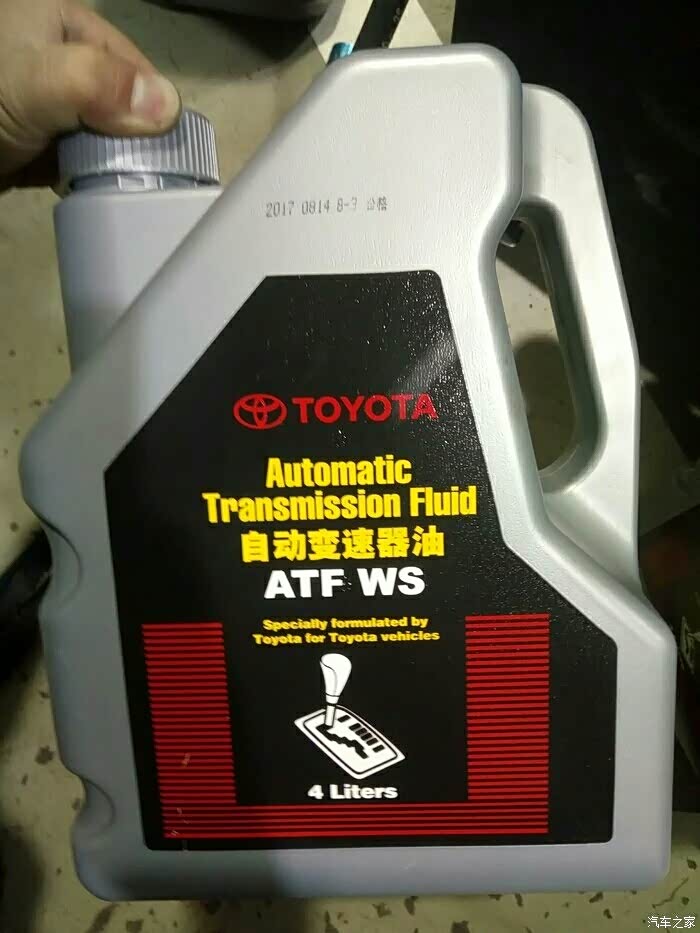 2017 0814 8-3 合格
TOYOTA
Automatic
Transmission Fluid
自动变速器油
ATF WS
Specially formulated by
Toyota for Toyota vehicles
4 Liters
汽车之家